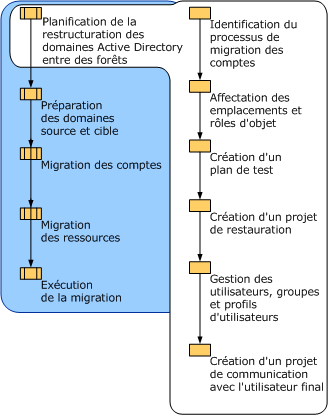 Planification de la
restructuration des
domaines Active Directory
entre des forêts
Préparation
des domaines
source et cible
Migration des comptes
Migration
des ressources
Exécution
de la migration
Identification du
processus de
migration des
comptes
Affectation des
emplacements et
rôles d'objet
Création d'un
plan de test
Création d'un projet
de restauration
Gestion des
utilisateurs, groupes
et profils
d'utilisateurs
Création d'un projet
de communication
avec l'utilisateur final